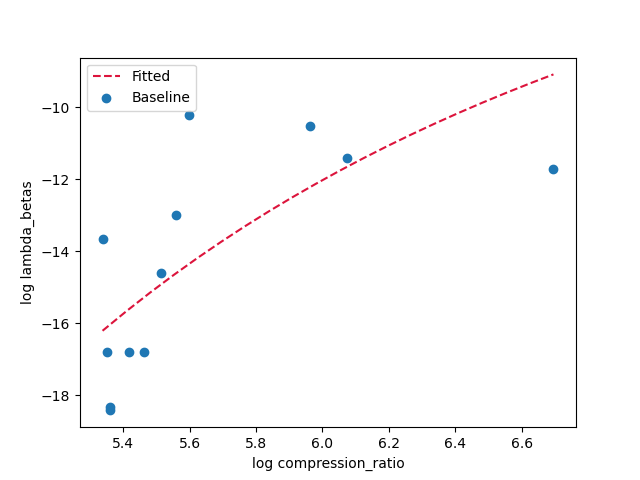 Fitted
Baseline
−10
−12
−14
−16
−18
log lambda_betas
5.4 5.6 5.8 6.0 6.2 6.4 6.6
log compression_ratio